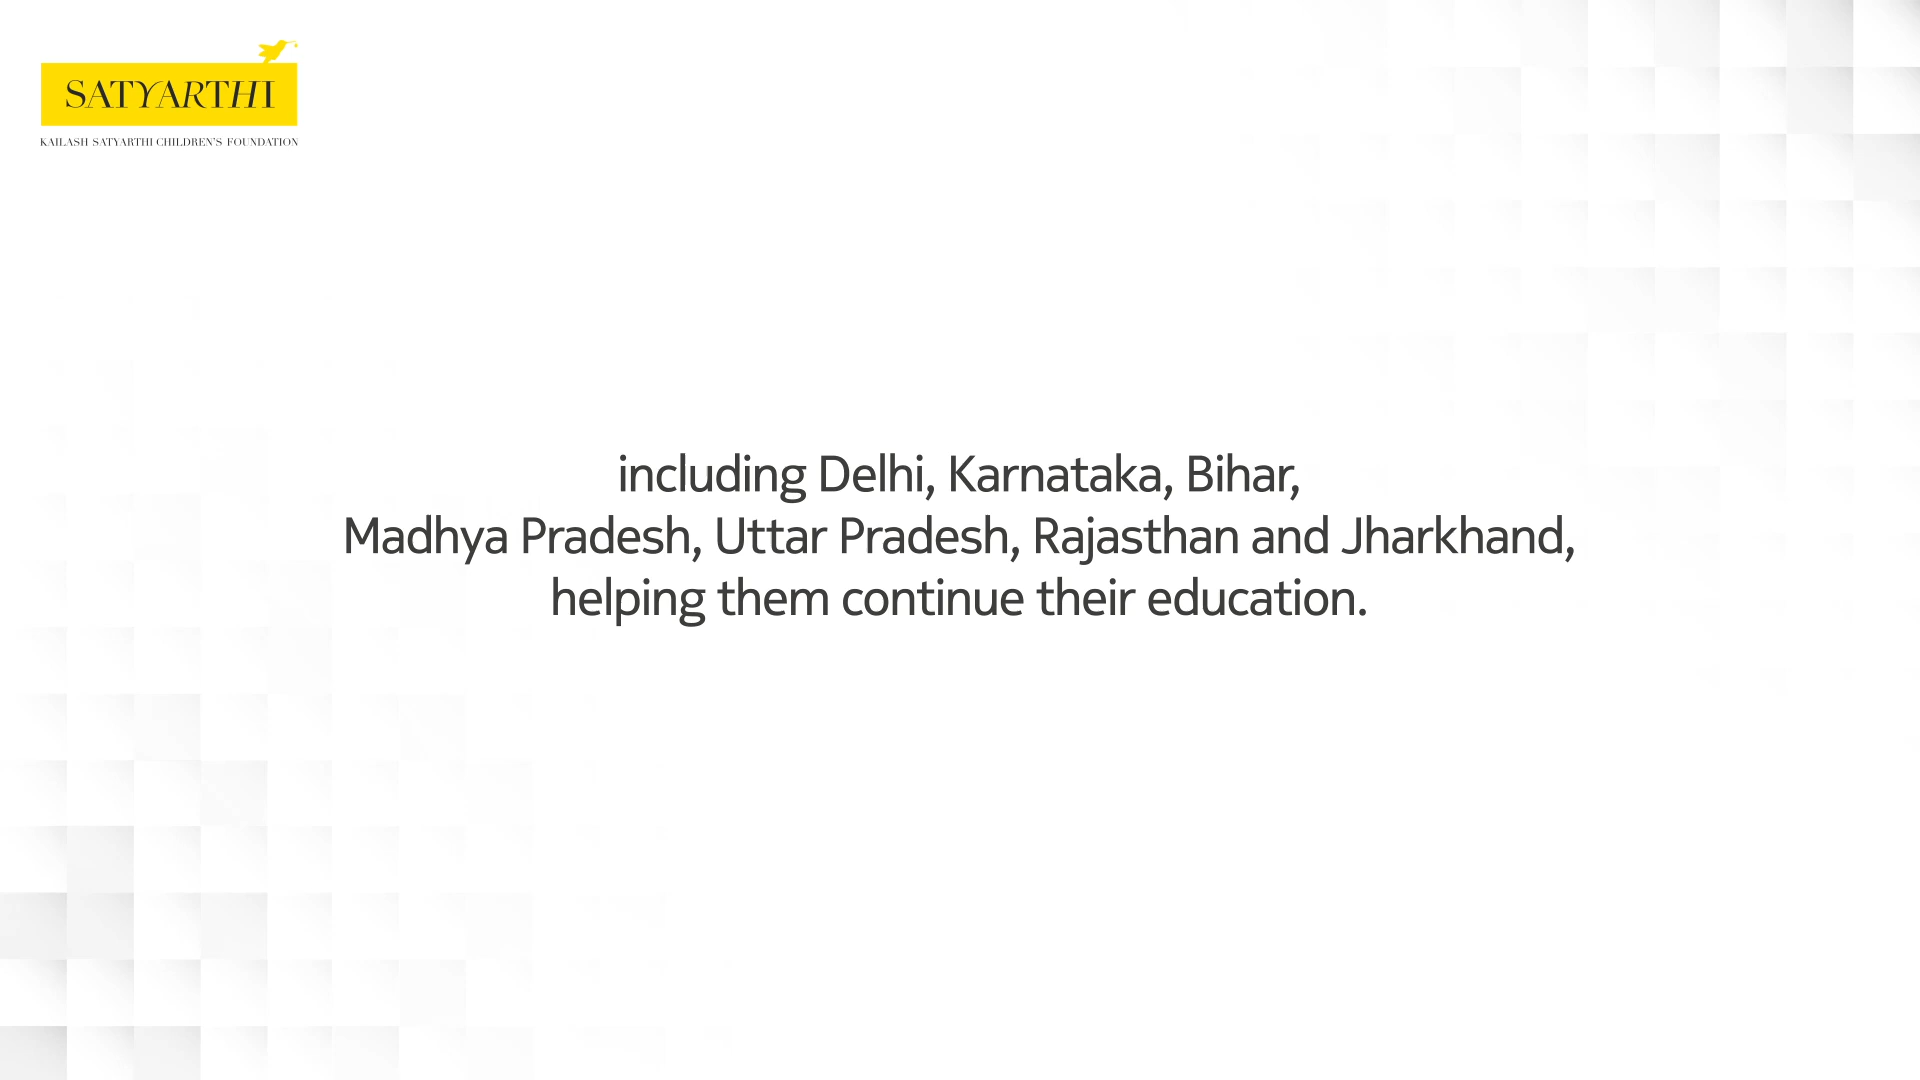 SATYARTHI
KAILASH SATYARTHI CHILDREN'S FOUNDATION
including Delhi, Karnataka, Bihar,
Madhya Pradesh, Uttar Pradesh, Rajasthan and Jharkhand,
helping them continue their education.